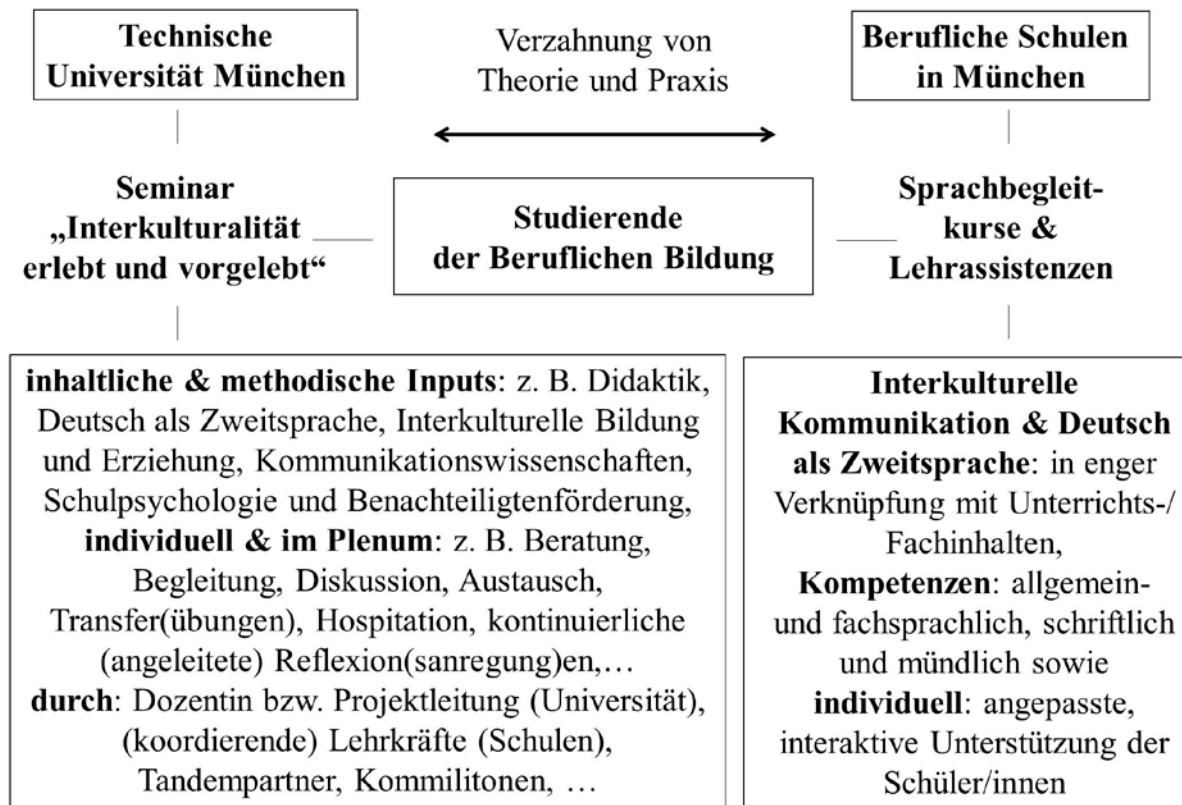 Technische
Universität München
Verzahnung von
Theorie und Praxis
Berufliche Schulen
in München
Seminar
„Interkulturalität
erlebt und vorgelebt“
Studierende
der Beruflichen Bildung
Sprachbegleit-
kurse &
Lehrassistenzen
inhaltliche & methodische Inputs: z. B. Didaktik,
Deutsch als Zweitsprache, Interkulturelle Bildung
und Erziehung, Kommunikationswissenschaften,
Schulpsychologie und Benachteiligtenförderung,
individuell & im Plenum: z. B. Beratung,
Begleitung, Diskussion, Austausch,
Transfer(übungen), Hospitation, kontinuierliche
(angeleitete) Reflexion(sanregung)en,…
durch: Dozentin bzw. Projektleitung (Universität),
(koordierende) Lehrkräfte (Schulen),
Tandempartner, Kommilitonen, …
Interkulturelle
Kommunikation & Deutsch
als Zweitsprache: in enger
Verknüpfung mit Unterrichts-/
Fachinhalten,
Kompetenzen: allgemein-
und fachsprachlich, schriftlich
und mündlich sowie
individuell: angepasste,
interaktive Unterstützung der
Schüler/innen